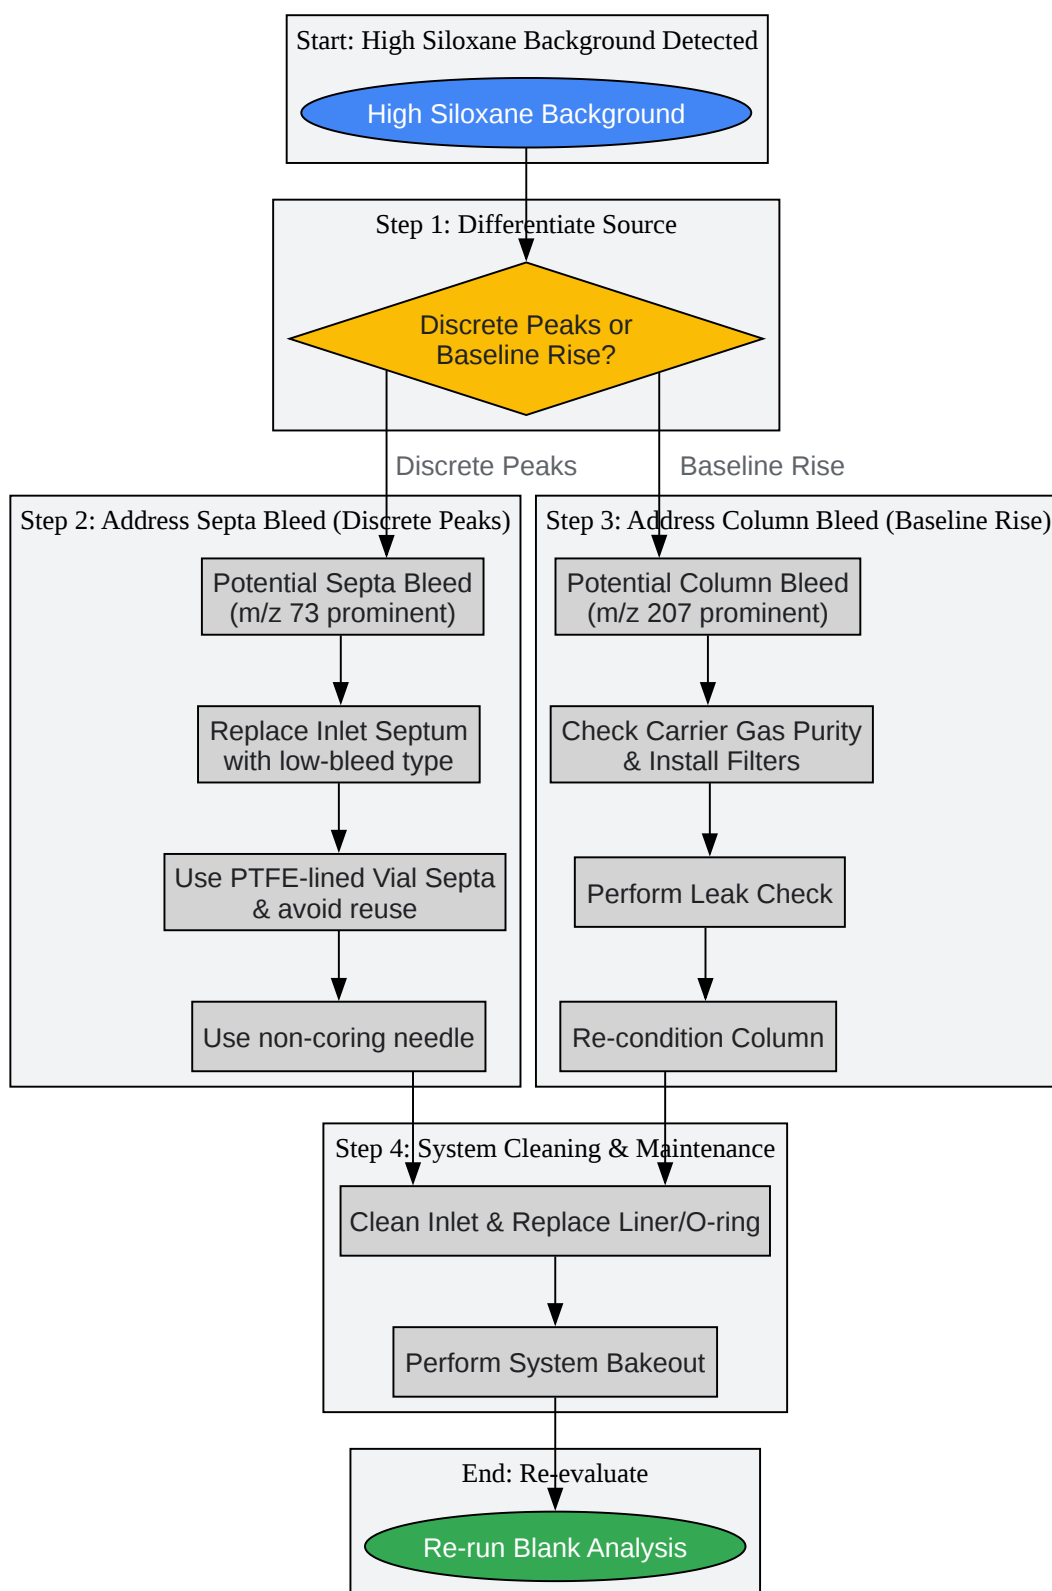 Start: High Siloxane Background Detected
High Siloxane Background
Step 1: Differentiate Source
Discrete Peaks or
Baseline Rise?
Discrete Peaks
Baseline Rise
Step 2: Address Septa Bleed (Discrete Peaks)
Potential Septa Bleed
(m/z 73 prominent)
Replace Inlet Septum
with low-bleed type
Use PTFE-lined Vial Septa
& avoid reuse
Use non-coring needle
Step 3: Address Column Bleed (Baseline Rise)
Potential Column Bleed
(m/z 207 prominent)
Check Carrier Gas Purity
& Install Filters
Perform Leak Check
Re-condition Column
Step 4: System Cleaning & Maintenance
Clean Inlet & Replace Liner/O-ring
Perform System Bakeout
End: Re-evaluate
Re-run Blank Analysis